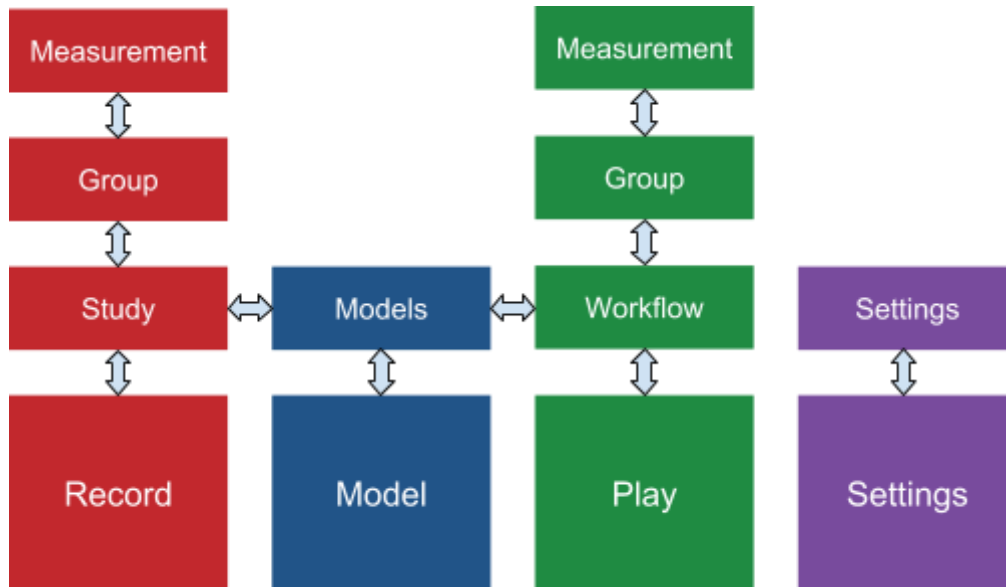 Measurement
Measurement
Group
Group
Study
Models
Workflow
Settings
Record
Model
Play
Settings